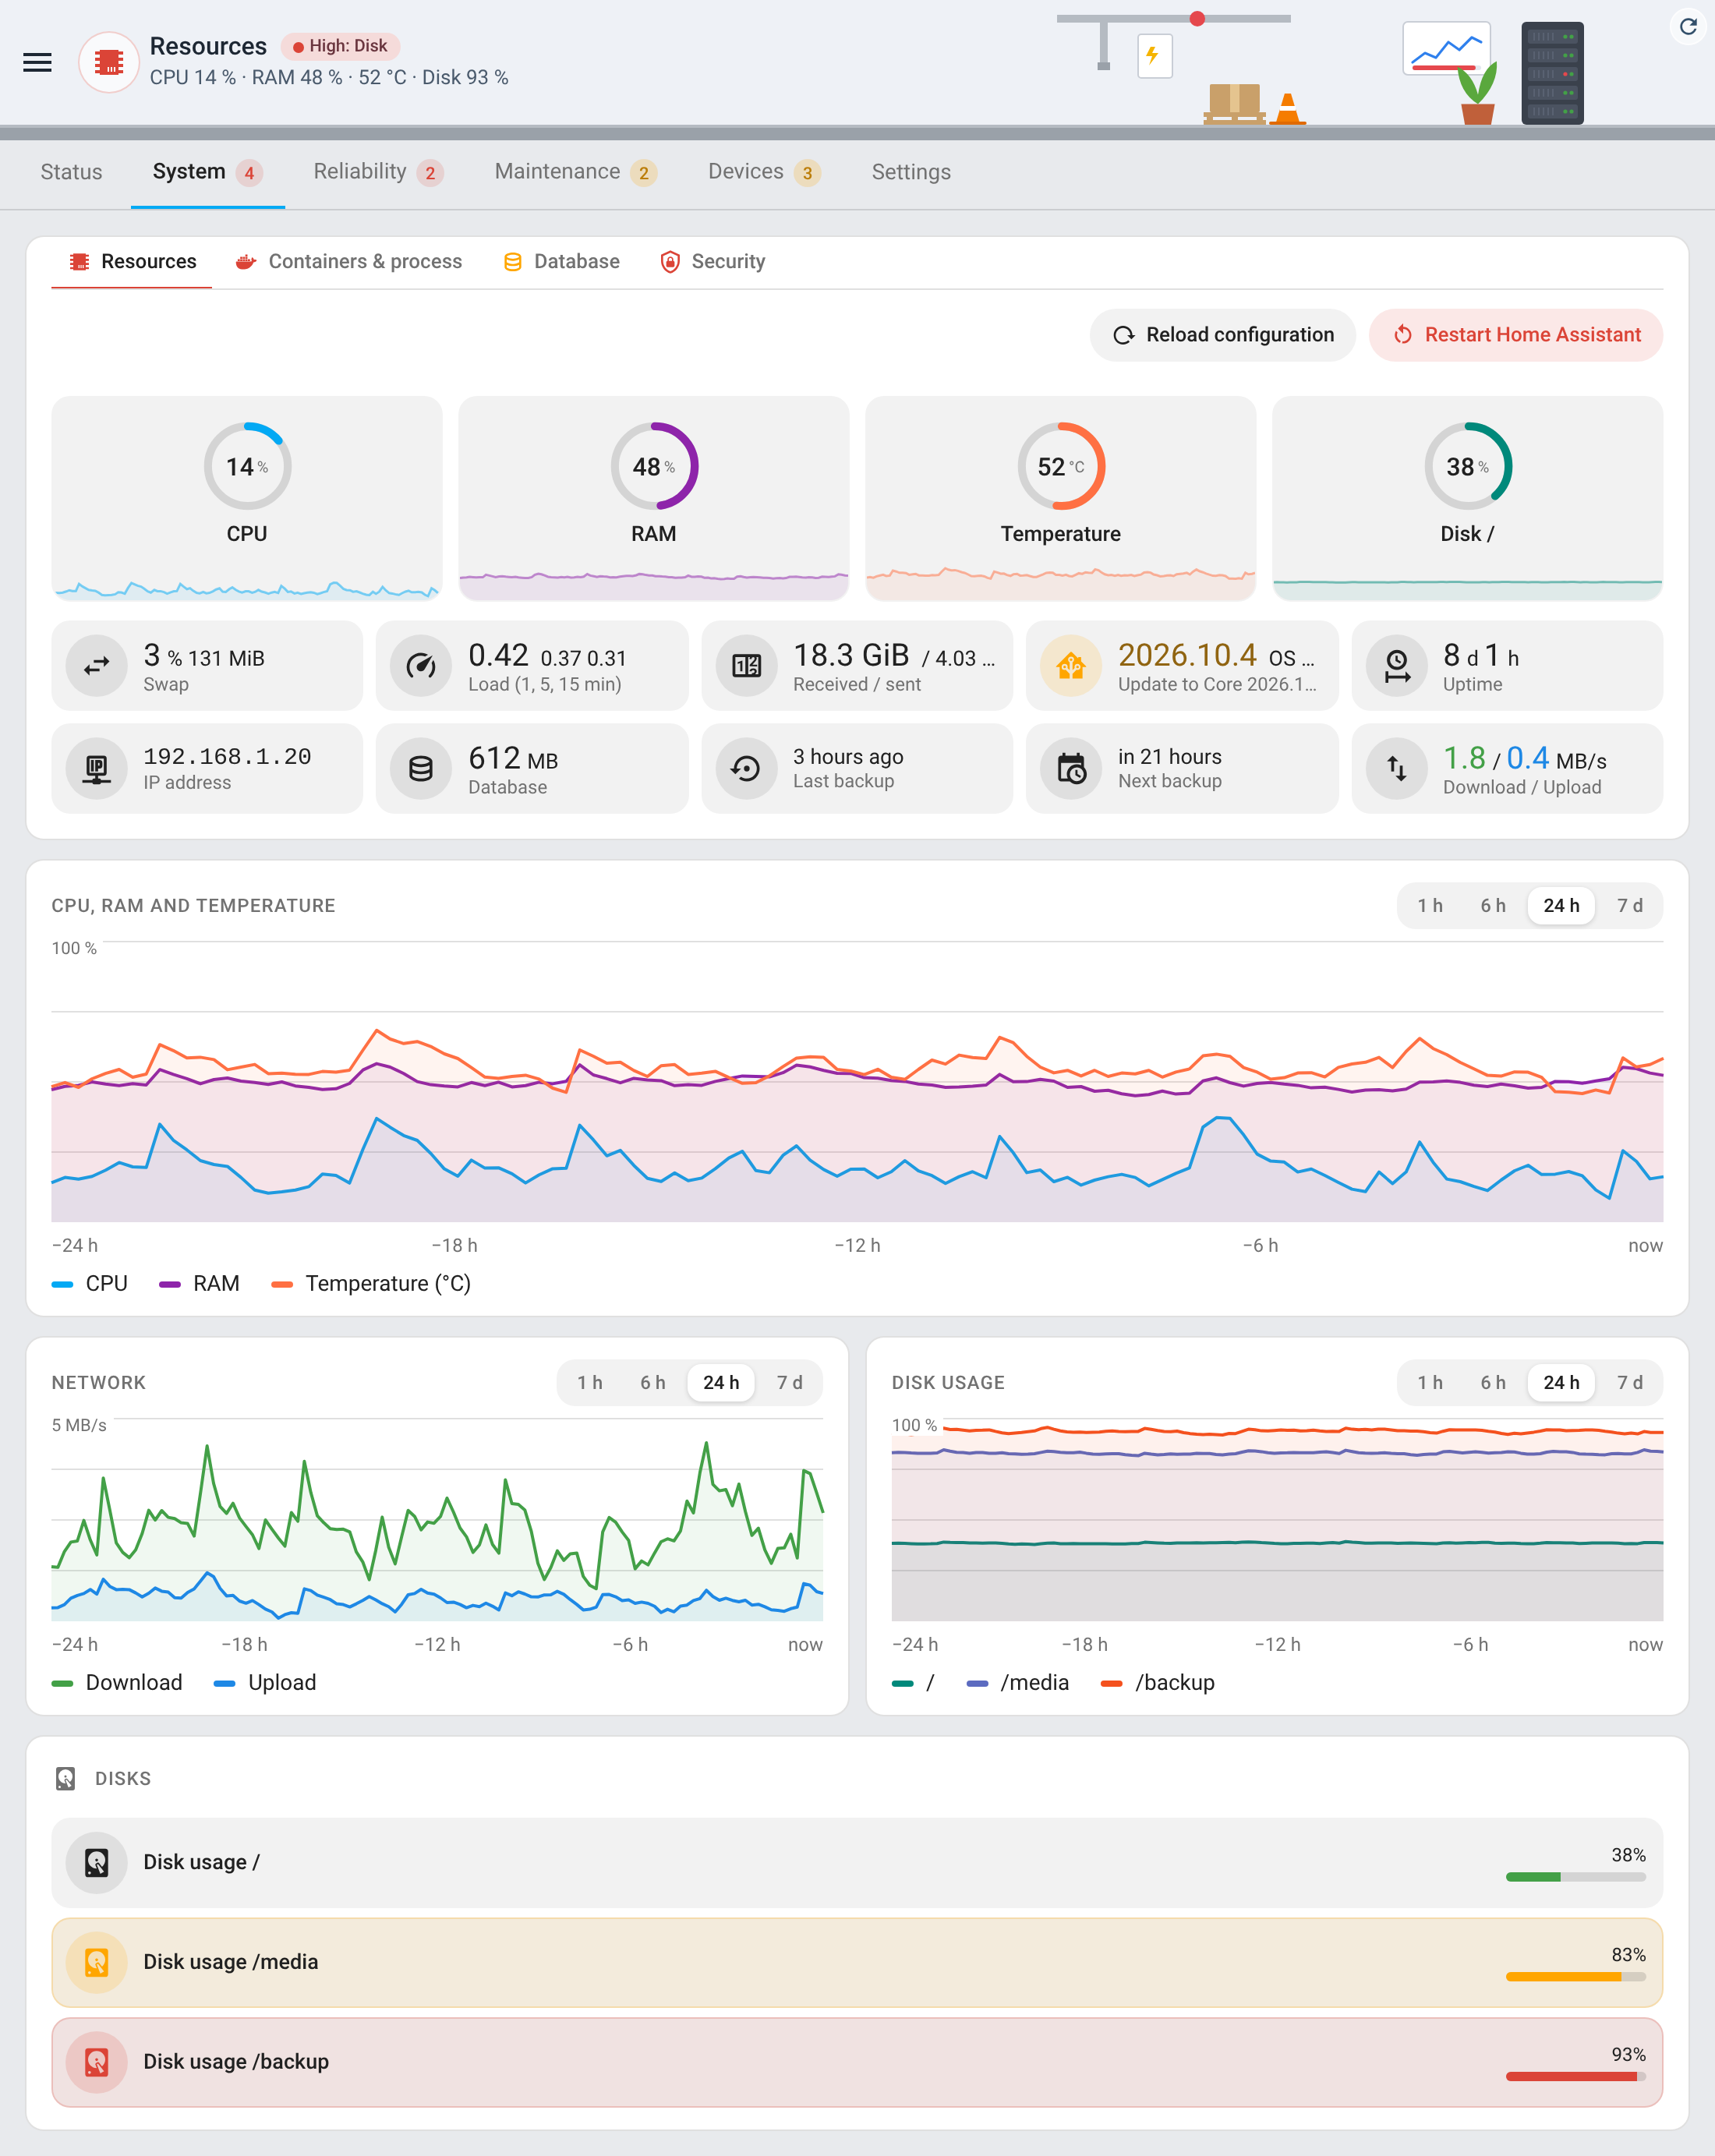 Resources High: Disk
CPU 14 % · RAM 48 % · 52 °C · Disk 93 %
Status System 4 Reliability 2 Maintenance 2 Devices 3 Settings
Resources Containers & process Database Security
Reload configuration Restart Home Assistant
14 % 48 % 52 °C 38 %
CPU RAM Temperature Disk /
3 % 131 MiB
Swap
0.42 0.37 0.31
Load (1, 5, 15 min)
18.3 GiB / 4.03 ...
Received / sent
2026.10.4 OS ...
Update to Core 2026.1...
8 d 1 h
Uptime
192.168.1.20
IP address
612 MB
Database
3 hours ago
Last backup
in 21 hours
Next backup
1.8 / 0.4 MB/s
Download / Upload
CPU, RAM AND TEMPERATURE 1 h 6 h 24 h 7 d
100 %
−24 h −18 h −12 h −6 h now
CPU RAM Temperature (°C)
NETWORK 1 h 6 h 24 h 7 d
5 MB/s
−24 h −18 h −12 h −6 h now
Download Upload
DISK USAGE 1 h 6 h 24 h 7 d
100 %
−24 h −18 h −12 h −6 h now
/ /media /backup
DISKS
Disk usage / 38%
Disk usage /media 83%
Disk usage /backup 93%